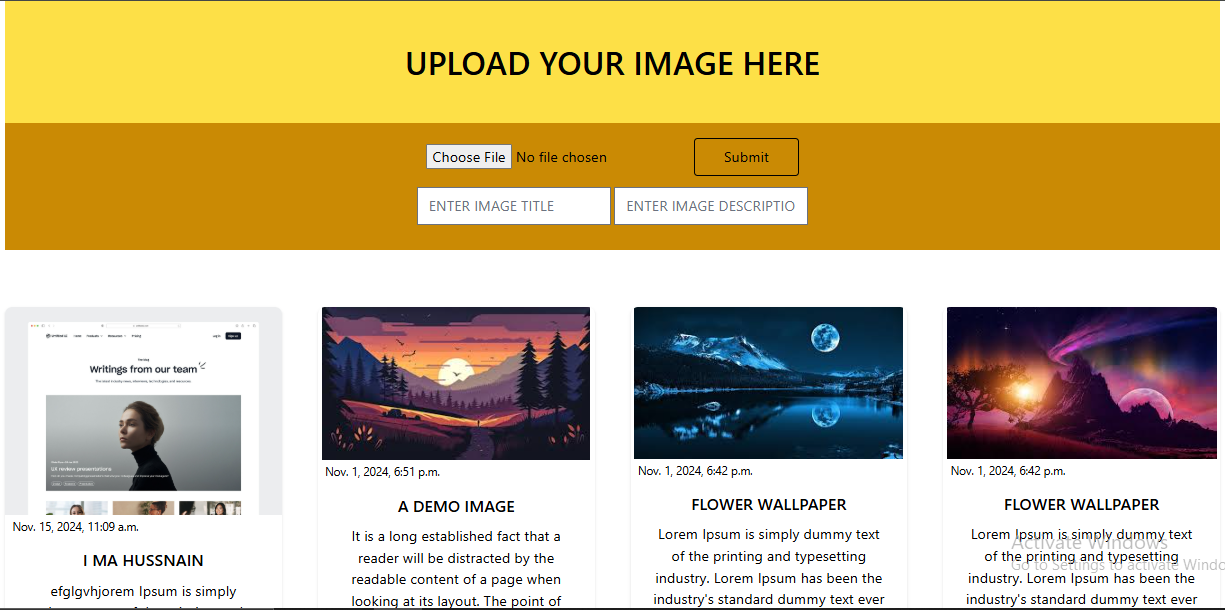 UPLOAD YOUR IMAGE HERE
Choose File No file chosen
Submit
ENTER IMAGE TITLE
ENTER IMAGE DESCRIPTIO
Writings from our team
UX review presentations
Nov. 15, 2024, 11:09 a.m.
I MA HUSSNAIN
efglgvhjorem Ipsum is simply
Nov. 1, 2024, 6:51 p.m.
A DEMO IMAGE
It is a long established fact that a
reader will be distracted by the
readable content of a page when
looking at its layout. The point of
Nov. 1, 2024, 6:42 p.m.
FLOWER WALLPAPER
Lorem Ipsum is simply dummy text
of the printing and typesetting
industry. Lorem Ipsum has been the
industry's standard dummy text ever
Nov. 1, 2024, 6:42 p.m.
FLOWER WALLPAPER
Lorem Ipsum is simply dummy text
of the printing and typesetting
industry. Lorem Ipsum has been the
industry's standard dummy text ever
Activate Windows
Go to Settings to activate Windo